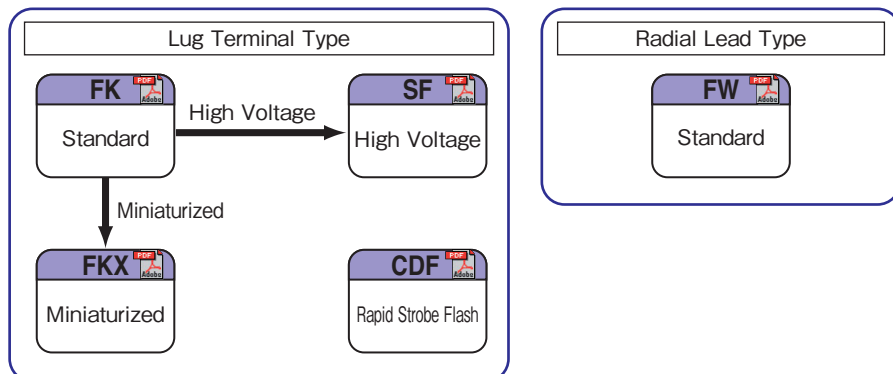 Lug Terminal Type
Radial Lead Type
FK
PDF
Adobe
Standard
High Voltage
SF
PDF
Adobe
High Voltage
FW
PDF
Adobe
Standard
Miniaturized
FKX
PDF
Adobe
Miniaturized
CDF
PDF
Adobe
Rapid Strobe Flash